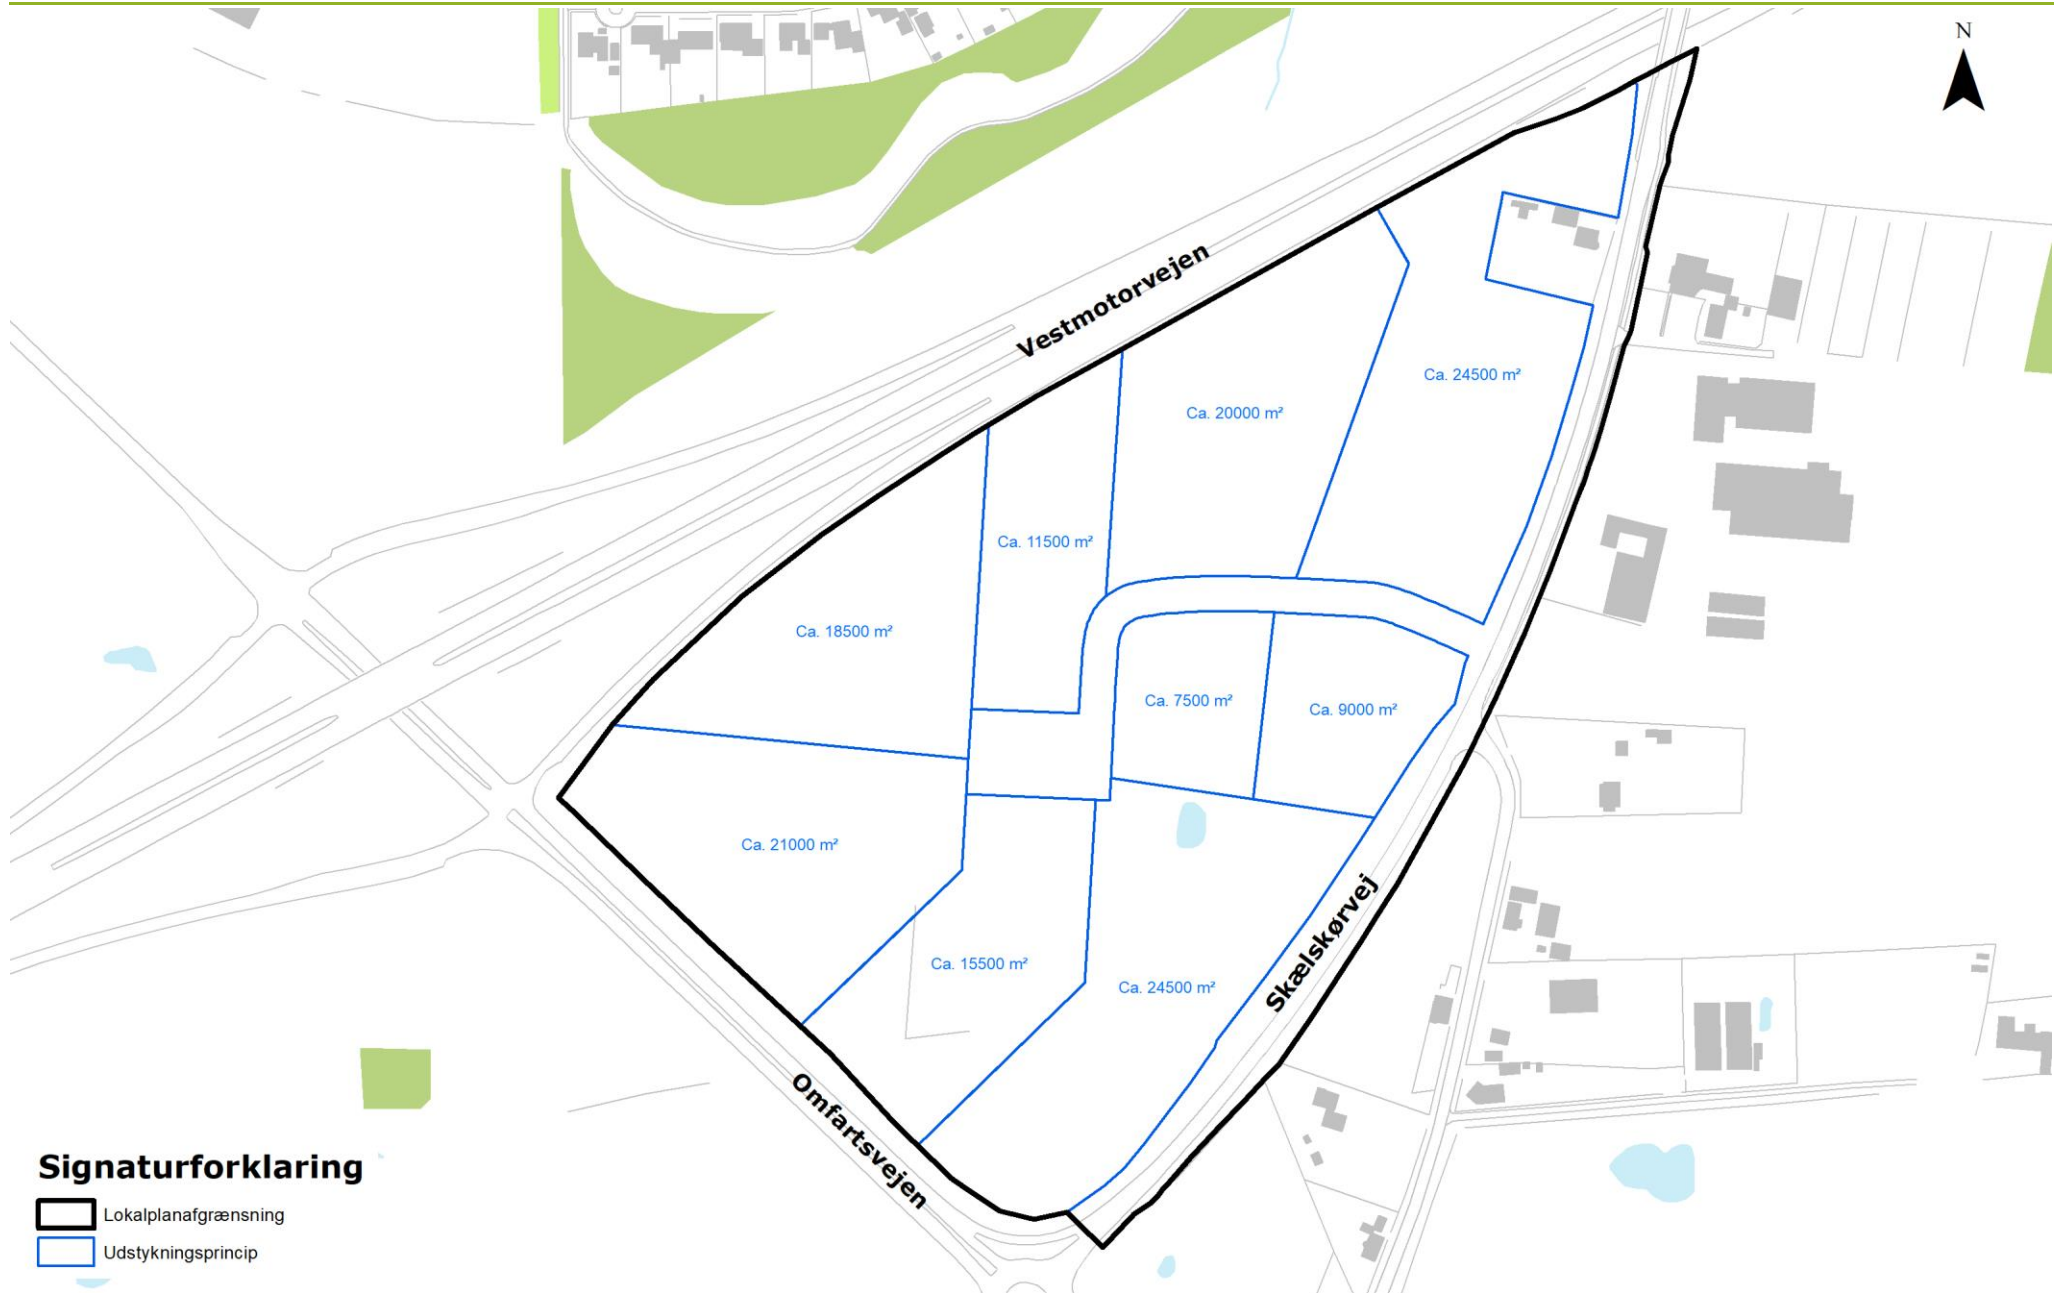 N
Vestmotorvejen
Ca. 24500 m²
Ca. 20000 m²
Ca. 11500 m²
Ca. 18500 m²
Ca. 7500 m²
Ca. 9000 m²
Ca. 21000 m²
Ca. 15500 m²
Ca. 24500 m²
Skælskørvej
Omfartsvejen
Signaturforklaring
Lokalplanafgrænsning
Udstykningsprincip